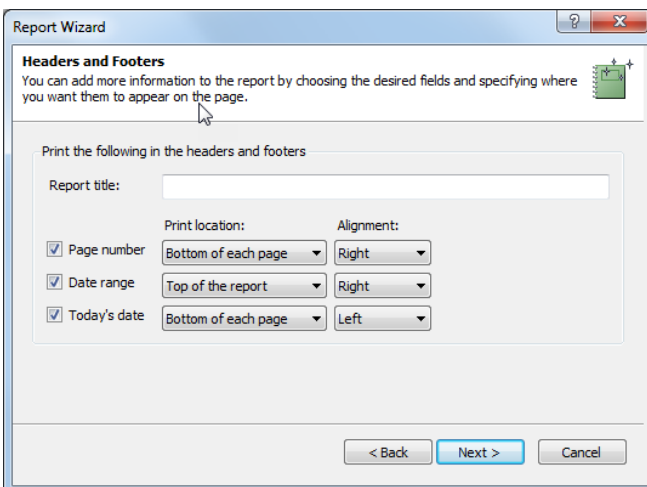 Report Wizard
?
X
Headers and Footers
You can add more information to the report by choosing the desired fields and specifying where
you want them to appear on the page.
Print the following in the headers and footers
Report title:
Print location: Alignment:
Page number Bottom of each page Right
Date range Top of the report Right
Today's date Bottom of each page Left
< Back Next > Cancel